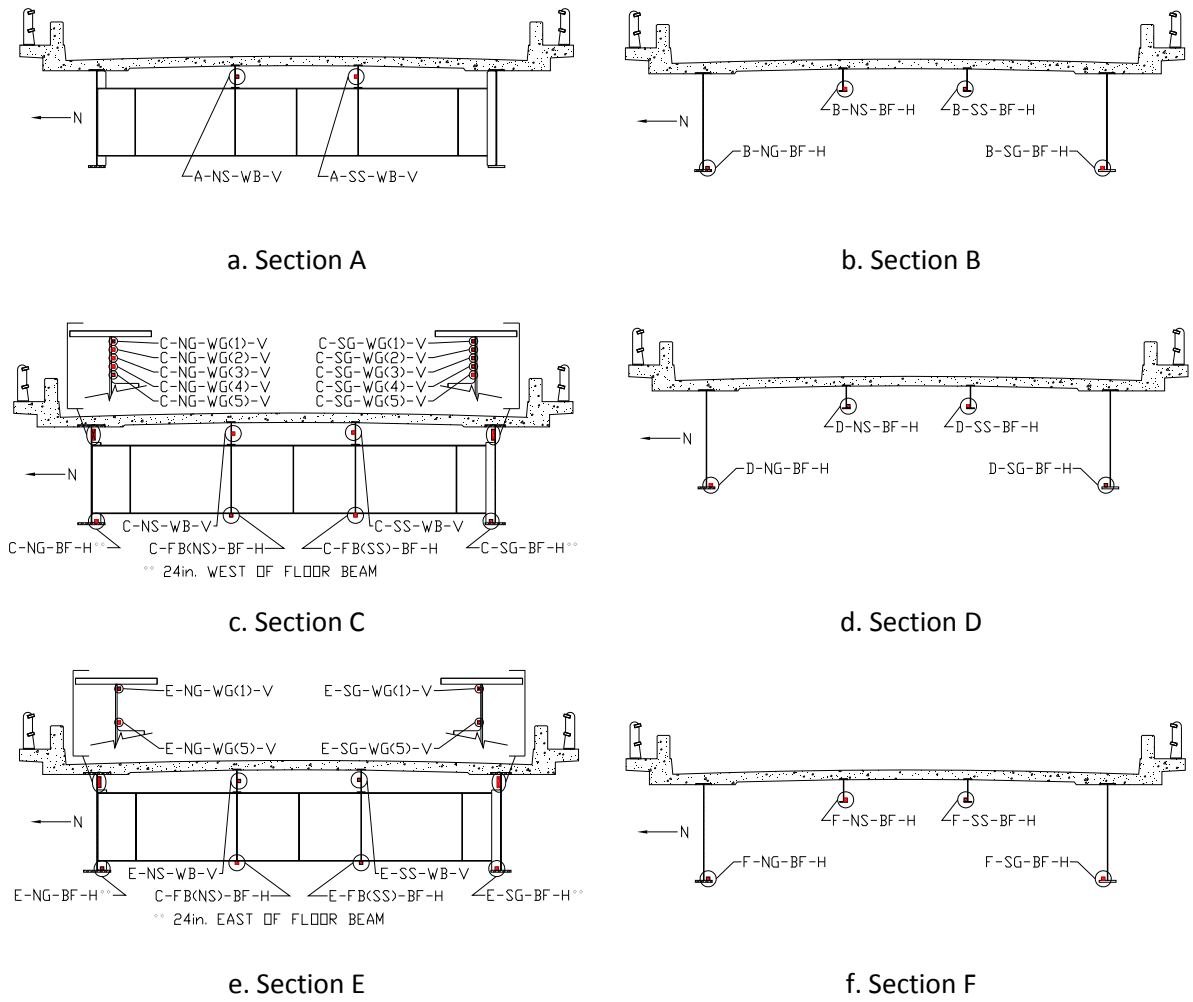 N
A-NS-WB-V
A-SS-WB-V
a. Section A
B-NS-BF-H
B-SS-BF-H
N
B-NG-BF-H
B-SG-BF-H
b. Section B
C-NG-WG(1)-V
C-NG-WG(2)-V
C-NG-WG(3)-V
C-NG-WG(4)-V
C-NG-WG(5)-V
C-SG-WG(1)-V
C-SG-WG(2)-V
C-SG-WG(3)-V
C-SG-WG(4)-V
C-SG-WG(5)-V
N
C-NS-WB-V
C-SS-WB-V
C-NG-BF-H°°
C-FB(NS)-BF-H
C-FB(SS)-BF-H
C-SG-BF-H°°
°° 24in. WEST OF FLOOR BEAM
c. Section C
D-NS-BF-H
D-SS-BF-H
N
D-NG-BF-H
D-SG-BF-H
d. Section D
E-NG-WG(1)-V
E-SG-WG(1)-V
E-NG-WG(5)-V
E-SG-WG(5)-V
N
E-NS-WB-V
E-SS-WB-V
E-NG-BF-H°°
C-FB(NS)-BF-H
E-FB(SS)-BF-H
E-SG-BF-H°°
°° 24in. EAST OF FLOOR BEAM
e. Section E
F-NS-BF-H
F-SS-BF-H
N
F-NG-BF-H
F-SG-BF-H
f. Section F